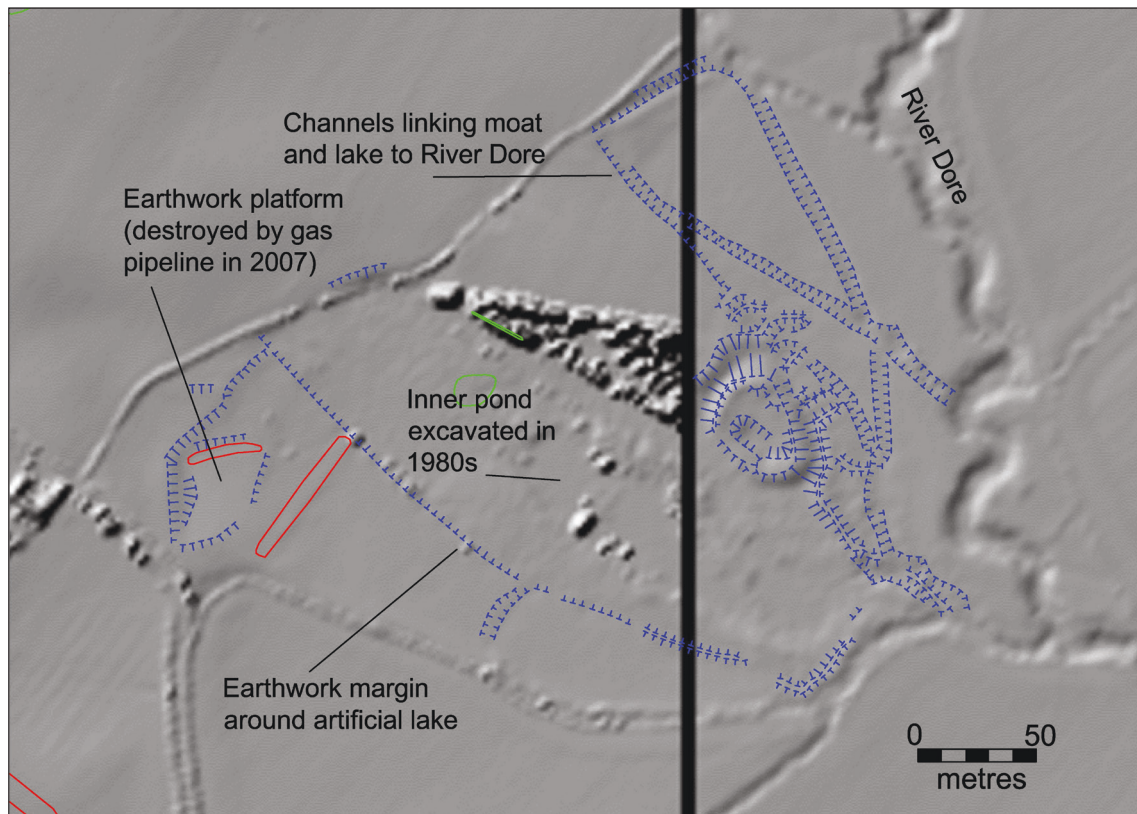 Channels linking moat
and lake to River Dore
River Dore
Earthwork platform
(destroyed by gas
pipeline in 2007)
Inner pond
excavated in
1980s
Earthwork margin
around artificial lake
0 50
metres